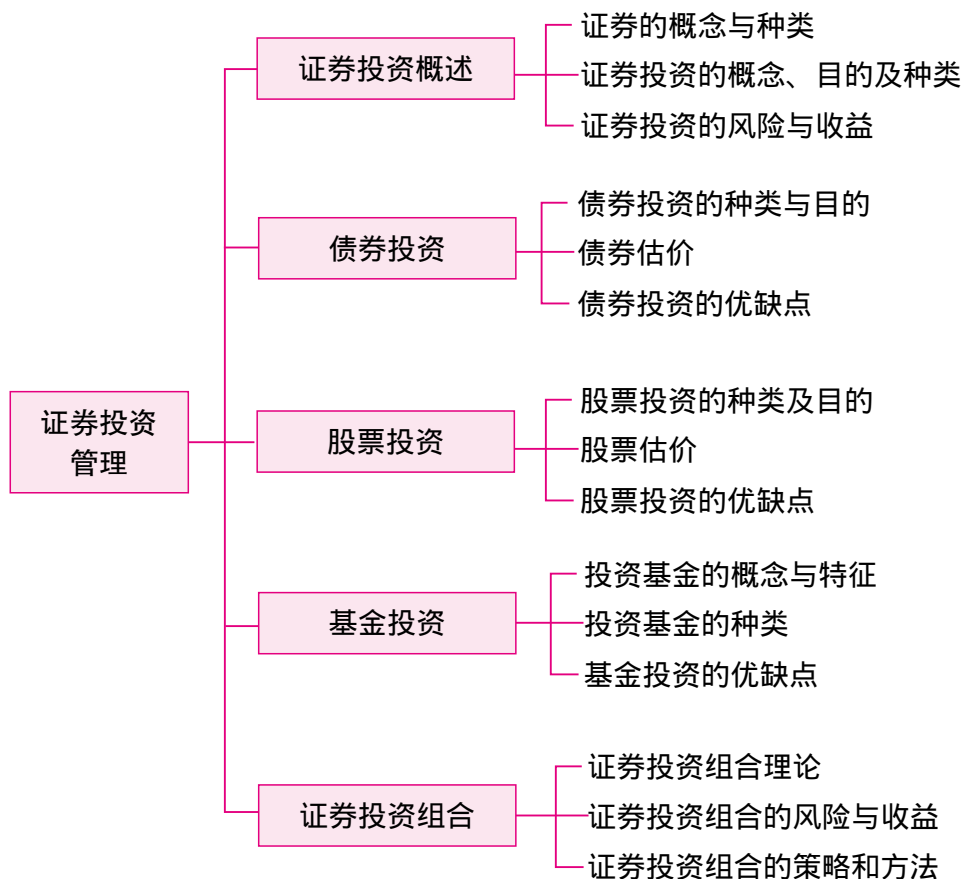 证券投资
管理
证券投资概述
证券的概念与种类
证券投资的概念、目的及种类
证券投资的风险与收益
债券投资
债券投资的种类与目的
债券估价
债券投资的优缺点
股票投资
股票投资的种类及目的
股票估价
股票投资的优缺点
基金投资
投资基金的概念与特征
投资基金的种类
基金投资的优缺点
证券投资组合
证券投资组合理论
证券投资组合的风险与收益
证券投资组合的策略和方法